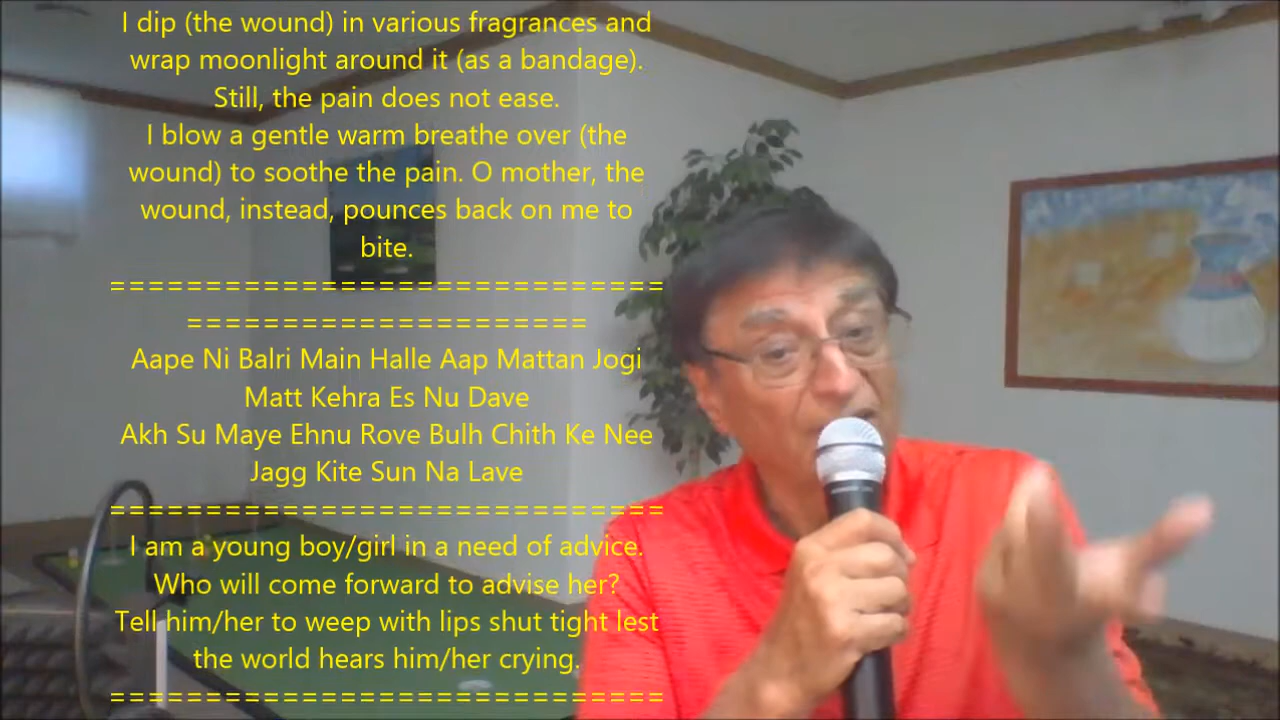 I dip (the wound) in various fragrances and
wrap moonlight around it (as a bandage).
Still, the pain does not ease.
I blow a gentle warm breathe over (the
wound) to soothe the pain. O mother, the
wound, instead, pounces back on me to
bite.
=============================
=====================
Aape Ni Balri Main Halle Aap Mattan Jogi
Matt Kehra Es Nu Dave
Akh Su Maye Ehnu Rove Bulh Chith Ke Nee
Jagg Kite Sun Na Lave
=============================
I am a young boy/girl in a need of advice.
Who will come forward to advise her?
Tell him/her to weep with lips shut tight lest
the world hears him/her crying.
=============================